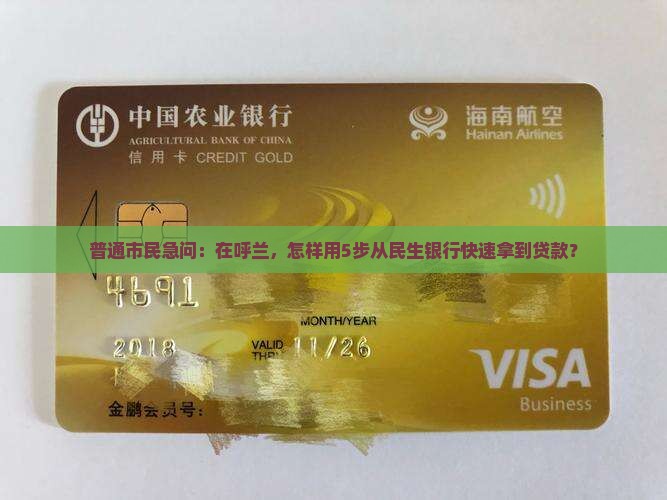 中国农业银行
AGRICULTURAL BANK OF CHINA
信用卡 CREDIT GOLD
海南航空
Hainan Airlines
普通市民急问：在呼兰，怎样用5步从民生银行快速拿到贷款？
4691
MONTH/YEAR
2018
VALID
THRU 11/26
金鹏会员号：
VISA
Business